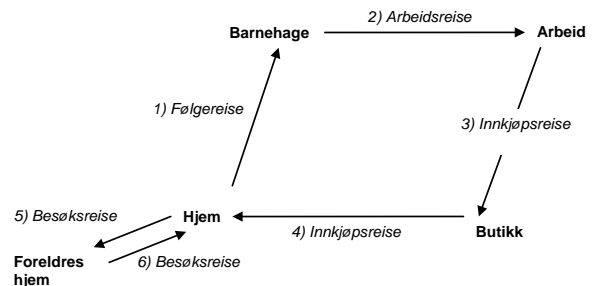 2) Arbeidsreise
Barnehage
Arbeid
1) Følgereise
3) Innkjøpsreise
5) Besøksreise
Hjem
4) Innkjøpsreise
Butikk
Foreldres
hjem
6) Besøksreise